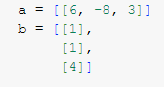 a = [[6, -8, 3]]
b = [[1],
     [1],
     [4]]